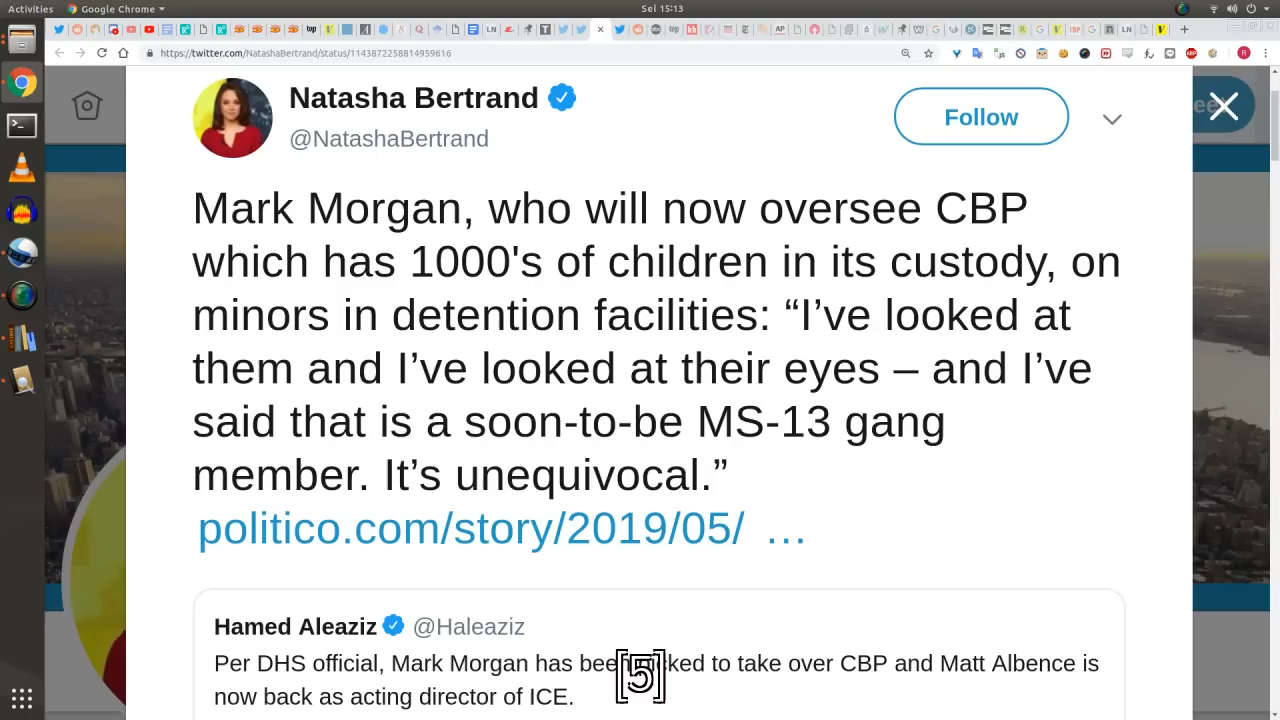 Activities
Google Chrome
Sel 15:13
https://twitter.com/NatashaBertrand/status/1143872258814959616
Natasha Bertrand
@NatashaBertrand
Follow
Mark Morgan, who will now oversee CBP
which has 1000's of children in its custody, on
minors in detention facilities: “I’ve looked at
them and I’ve looked at their eyes – and I’ve
said that is a soon-to-be MS-13 gang
member. It’s unequivocal.”
politico.com/story/2019/05/ …
Hamed Aleaziz @Haleaziz
Per DHS official, Mark Morgan has been picked to take over CBP and Matt Albence is
now back as acting director of ICE.
[5]